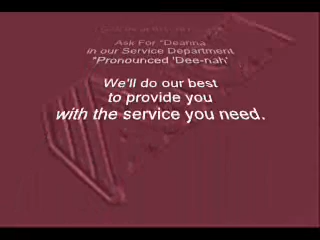 Ask For "Deanna"
in our Service Department
"Pronounced 'Dee-nah'
We'll do our best
to provide you
with the service you need.